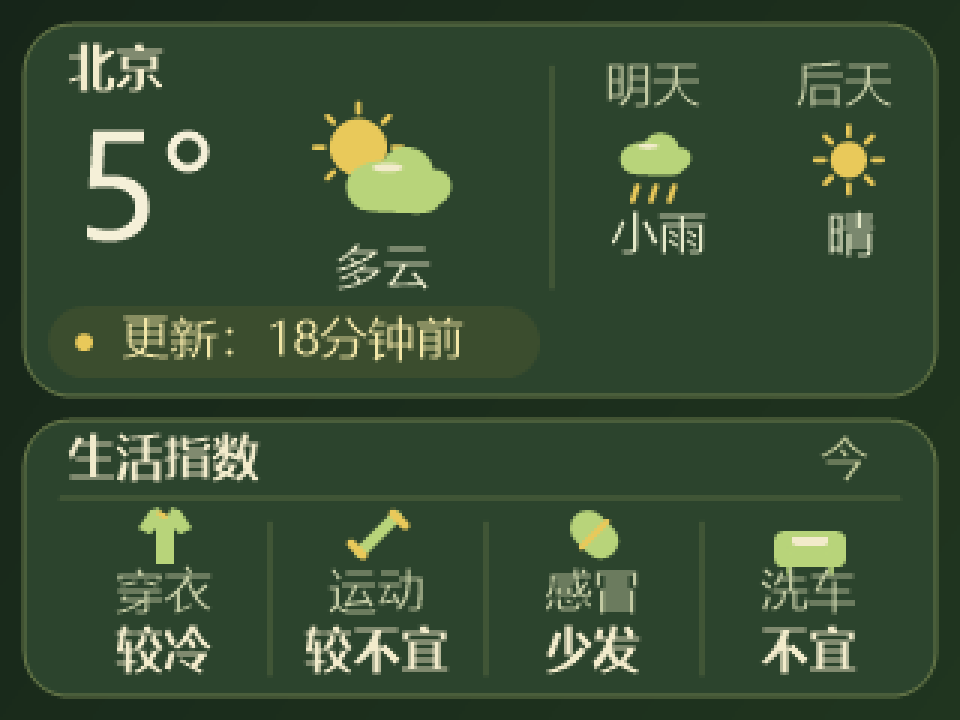 北京
5°
多云
明天
小雨
后天
晴
更新：18分钟前
生活指数
今
穿衣
较冷
运动
较不宜
感冒
少发
洗车
不宜